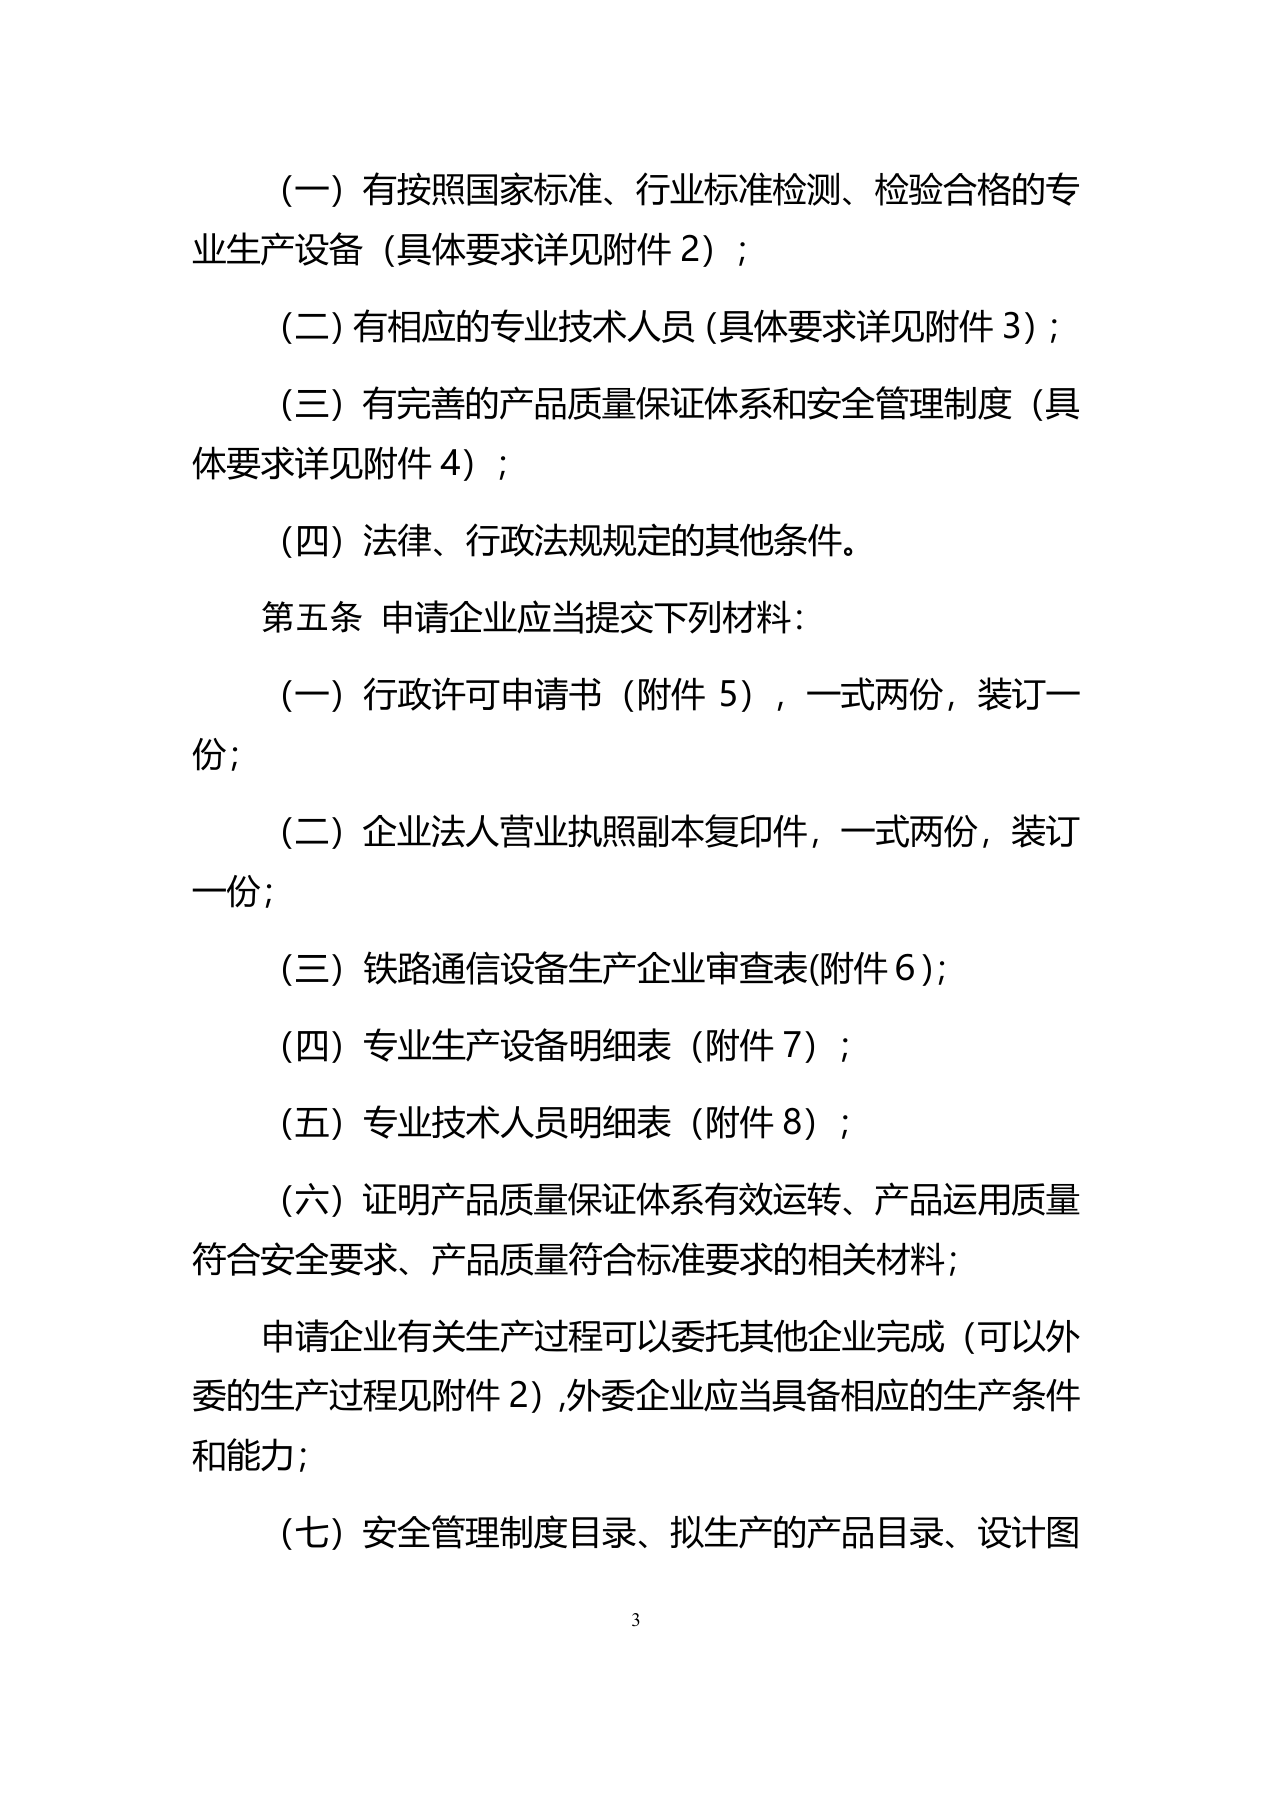 （一）有按照国家标准、行业标准检测、检验合格的专
业生产设备（具体要求详见附件 2）；
（二）有相应的专业技术人员（具体要求详见附件 3）；
（三）有完善的产品质量保证体系和安全管理制度（具
体要求详见附件 4）；
（四）法律、行政法规规定的其他条件。
第五条 申请企业应当提交下列材料：
（一）行政许可申请书（附件 5），一式两份，装订一
份；
（二）企业法人营业执照副本复印件，一式两份，装订
一份；
（三）铁路通信设备生产企业审查表(附件６)；
（四）专业生产设备明细表（附件 7）；
（五）专业技术人员明细表（附件 8）；
（六）证明产品质量保证体系有效运转、产品运用质量
符合安全要求、产品质量符合标准要求的相关材料；
申请企业有关生产过程可以委托其他企业完成（可以外
委的生产过程见附件 2）,外委企业应当具备相应的生产条件
和能力；
（七）安全管理制度目录、拟生产的产品目录、设计图
3